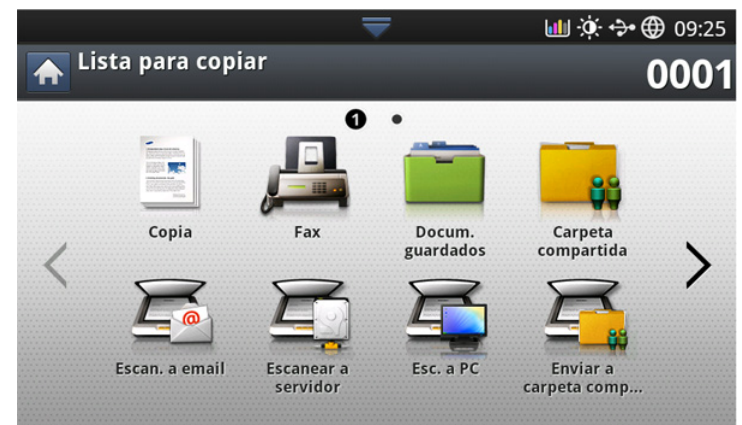 09:25
Lista para copiar
0001
1
Copia
Fax
Docum.
guardados
Carpeta
compartida
Escan. a email
Escanear a
servidor
Esc. a PC
Enviar a
carpeta comp...